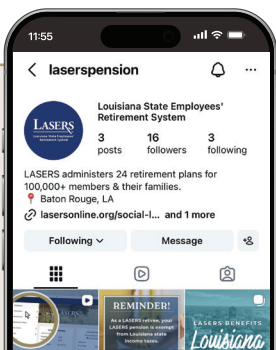 11:55
laserspension
LASERS
Louisiana State Employees'
Retirement System
3 16 3
posts followers following
LASERS administers 24 retirement plans for
100,000+ members & their families.
Baton Rouge, LA
lasersonline.org/social-l... and 1 more
Following Message
REMINDER!
As a LASERS retiree, your
LASERS pension is exempt
from Louisiana state
income taxes.
LASERS BENEFITS
Louisiana